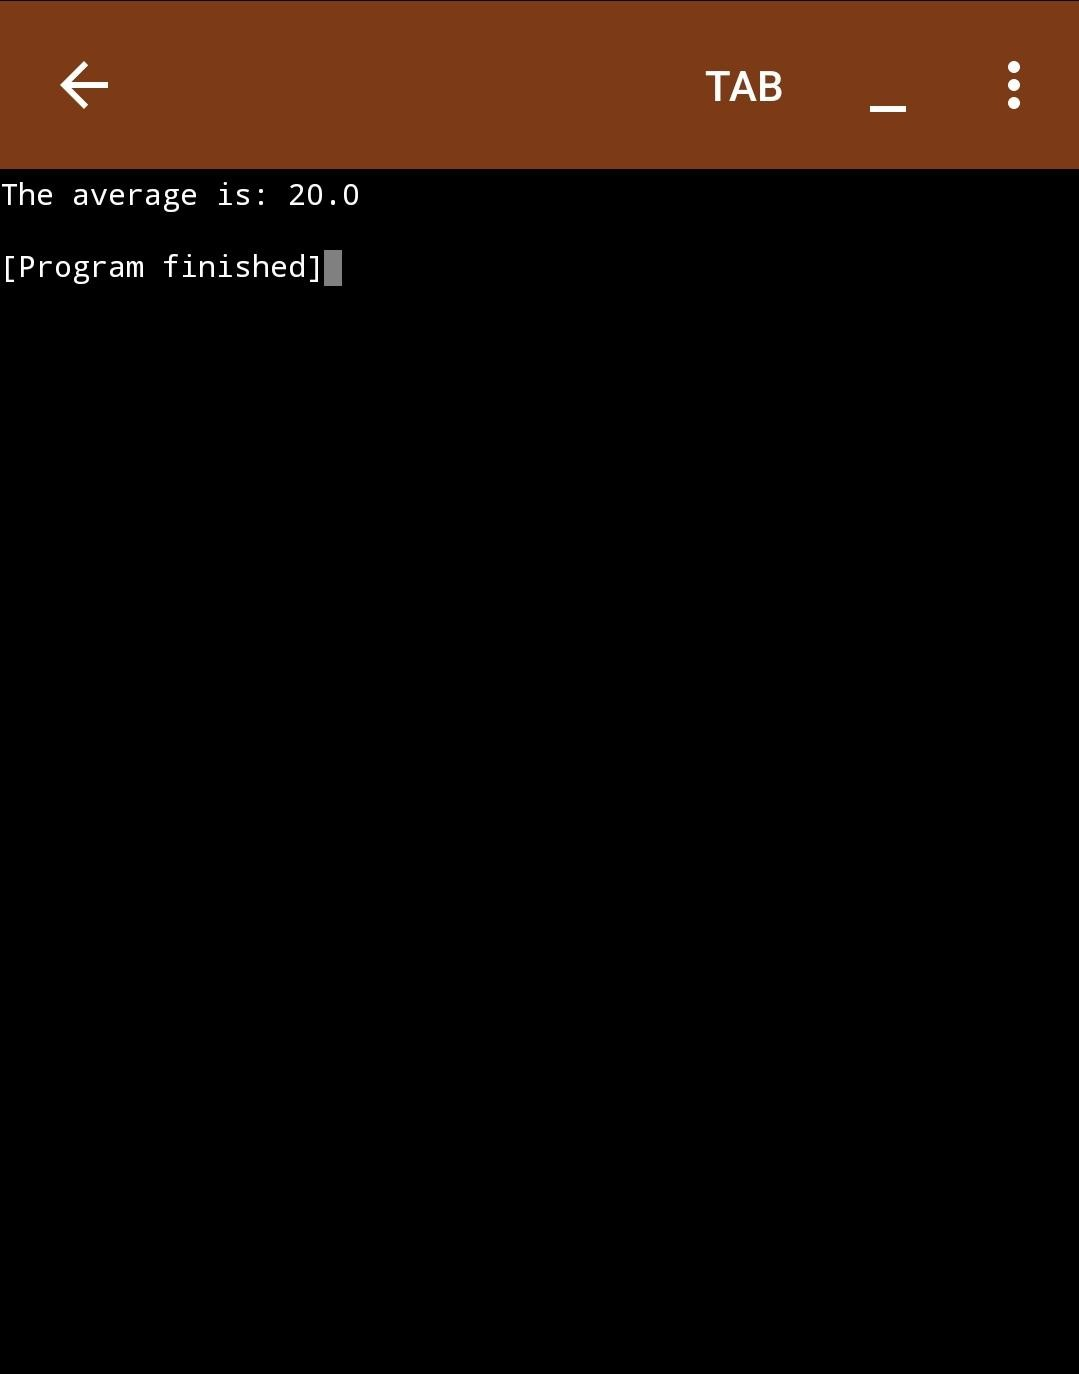 TAB _
The average is: 20.0
[Program finished]